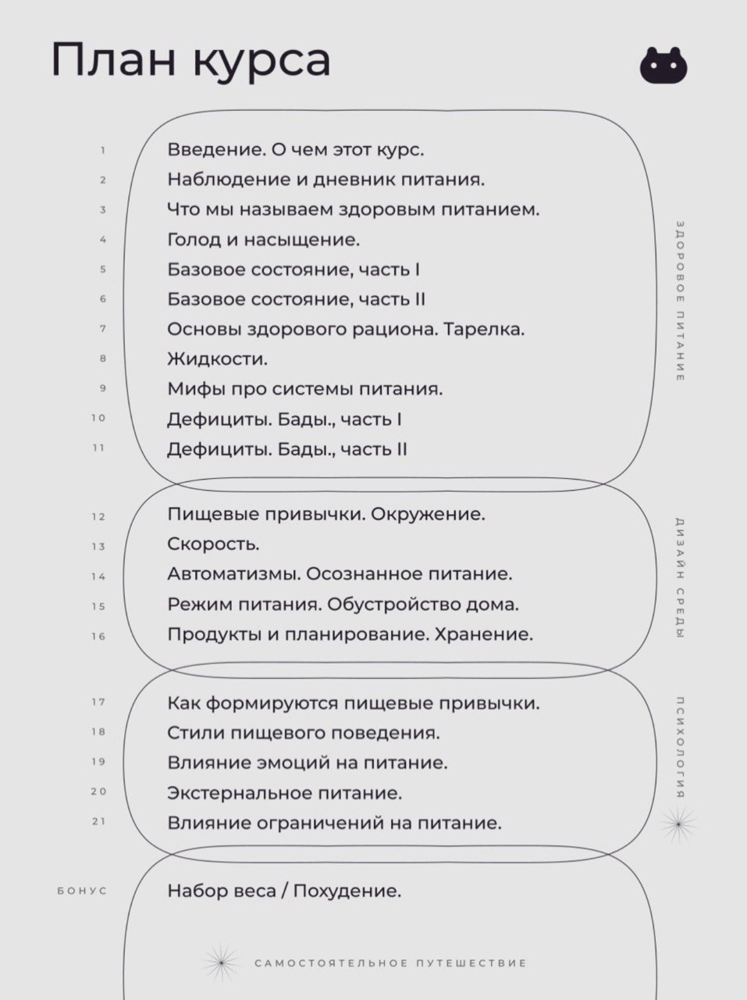 План курса
1 Введение. О чем этот курс.
2 Наблюдение и дневник питания.
3 Что мы называем здоровым питанием.
4 Голод и насыщение.
5 Базовое состояние, часть I
6 Базовое состояние, часть II
7 Основы здорового рациона. Тарелка.
8 Жидкости.
9 Мифы про системы питания.
10 Дефициты. Бады., часть I
11 Дефициты. Бады., часть II
ЗДОРОВОЕ ПИТАНИЕ
12 Пищевые привычки. Окружение.
13 Скорость.
14 Автоматизмы. Осознанное питание.
15 Режим питания. Обустройство дома.
16 Продукты и планирование. Хранение.
ДИЗАЙН СРЕДЫ
17 Как формируются пищевые привычки.
18 Стили пищевого поведения.
19 Влияние эмоций на питание.
20 Экстернальное питание.
21 Влияние ограничений на питание.
ПСИХОЛОГИЯ
БОНУС Набор веса / Похудение.
САМОСТОЯТЕЛЬНОЕ ПУТЕШЕСТВИЕ